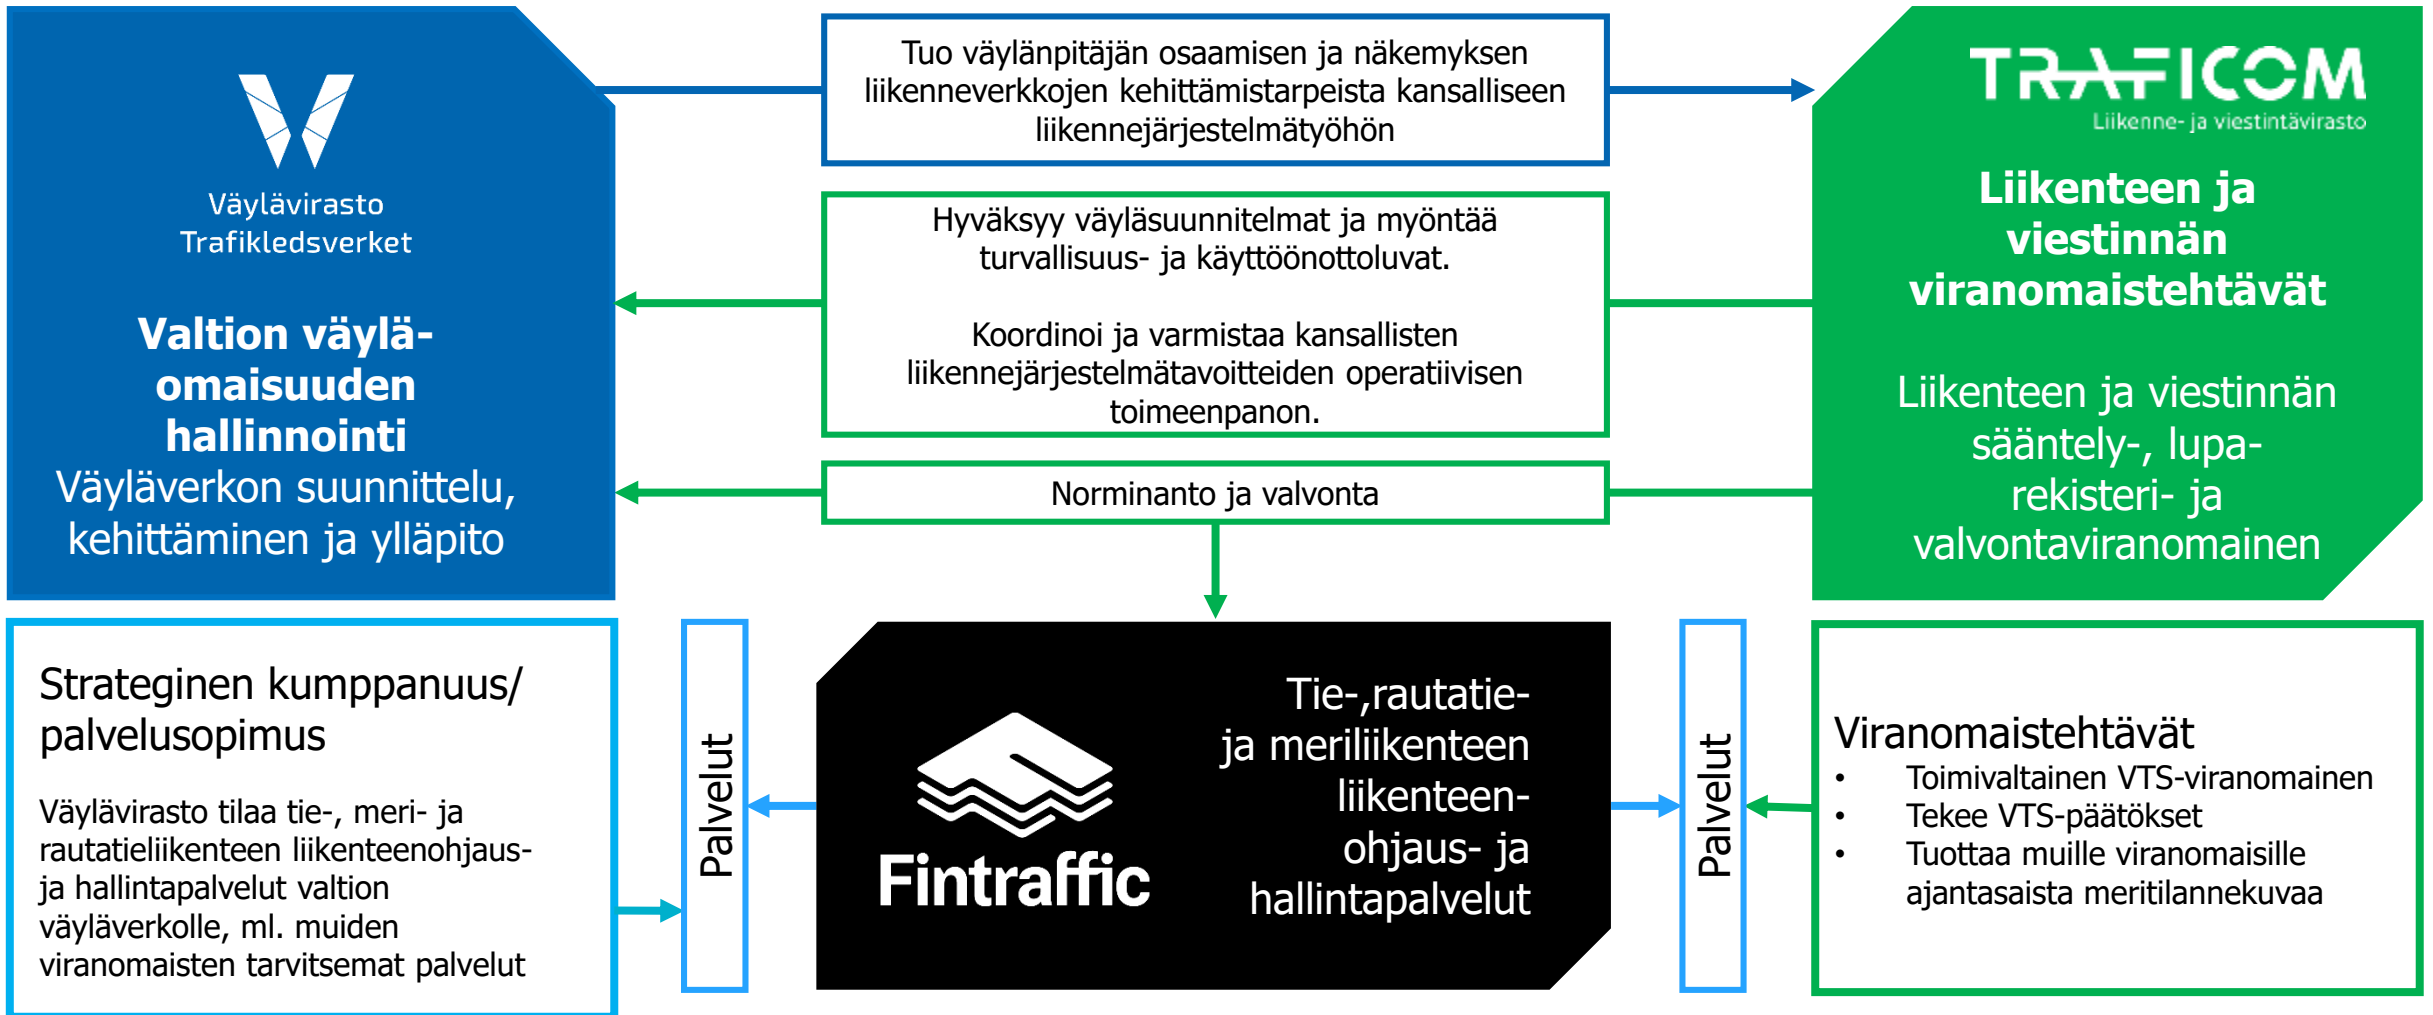 Väylävirasto
Trafikledsverket
Valtion väylä-
omaisuuden
hallinnointi
Väyläverkon suunnittelu,
kehittäminen ja ylläpito
Tuo väylänpitäjän osaamisen ja näkemyksen
liikenneverkkojen kehittämistarpeista kansalliseen
liikennejärjestelmätyöhön
Hyväksyy väyläsuunnitelmat ja myöntää
turvallisuus- ja käyttöönottoluvat.
Koordinoi ja varmistaa kansallisten
liikennejärjestelmätavoitteiden operatiivisen
toimeenpanon.
Norminanto ja valvonta
TRAFICOM
Liikenne- ja viestintävirasto
Liikenteen ja
viestinnän
viranomaistehtävät
Liikenteen ja viestinnän
sääntely-, lupa-
rekisteri- ja
valvontaviranomainen
Strateginen kumppanuus/
palvelusopimus
Väylävirasto tilaa tie-, meri- ja
rautatieliikenteen liikenteenohjaus-
ja hallintapalvelut valtion
väyläverkolle, ml. muiden
viranomaisten tarvitsemat palvelut
Palvelut
Fintraffic
Tie-,rautatie-
ja meriliikenteen
liikenteen-
ohjaus- ja
hallintapalvelut
Palvelut
Viranomaistehtävät
• Toimivaltainen VTS-viranomainen
• Tekee VTS-päätökset
• Tuottaa muille viranomaisille
ajantasaista meritilannekuvaa